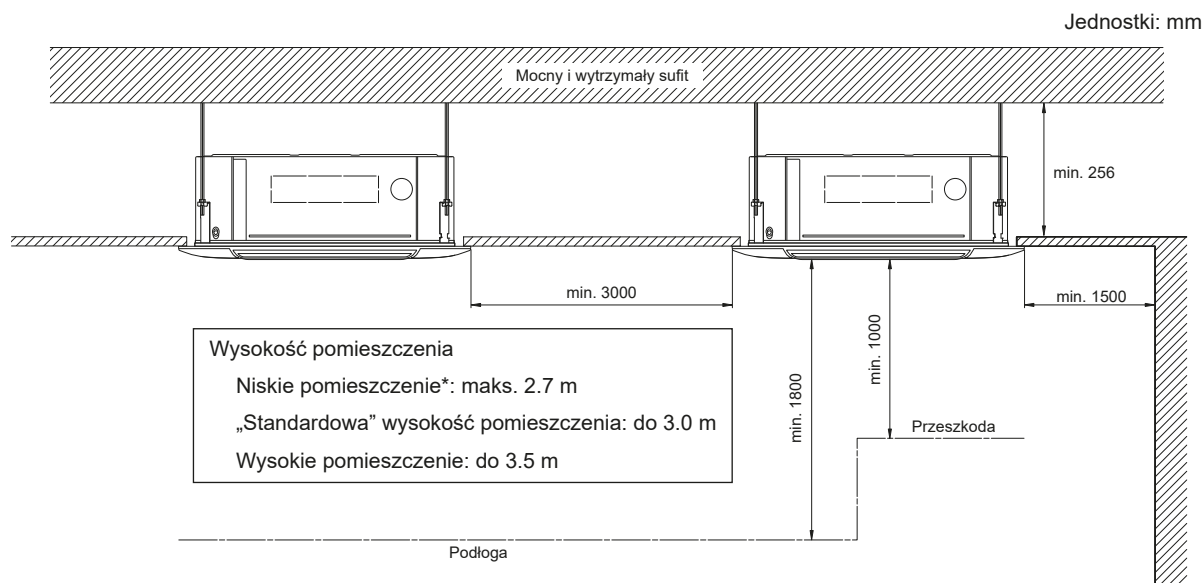 Jednostki: mm
Mocny i wytrzymały sufit
min. 256
min. 3000
min. 1500
Wysokość pomieszczenia
Niskie pomieszczenie*: maks. 2.7 m
„Standardowa” wysokość pomieszczenia: do 3.0 m
Wysokie pomieszczenie: do 3.5 m
min. 1800
min. 1000
Przeszkoda
Podłoga